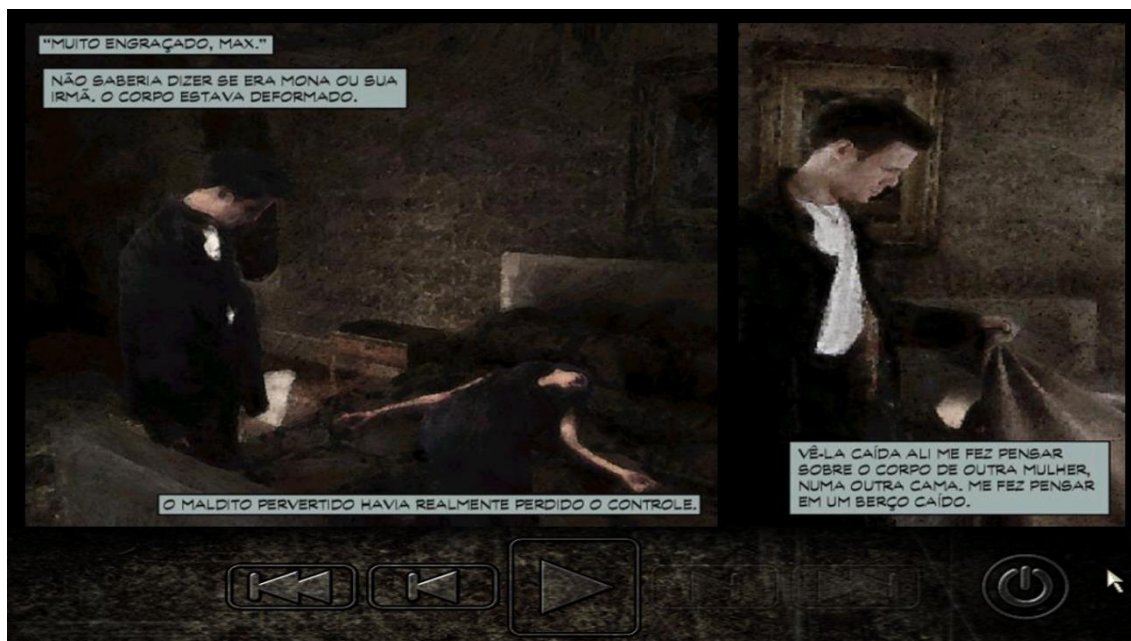 "MUITO ENGRAÇADO, MAX."
NÃO SABERIA DIZER SE ERA MONA OU SUA
IRMÃ. O CORPO ESTAVA DEFORMADO.
O MALDITO PERVERTIDO HAVIA REALMENTE PERDIDO O CONTROLE.
VÊ-LA CAÍDA ALI ME FEZ PENSAR
SOBRE O CORPO DE OUTRA MULHER,
NUMA OUTRA CAMA. ME FEZ PENSAR
EM UM BERÇO CAÍDO.